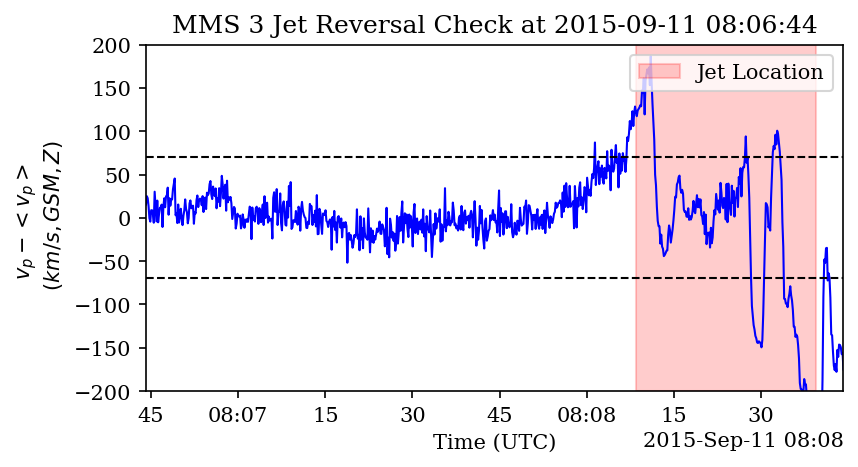 MMS 3 Jet Reversal Check at 2015-09-11 08:06:44
200
150
100
50
0
−50
−100
−150
−200
v_p − < v_p >
(km/s, GSM, Z)
Jet Location
45 08:07 15 30 45 08:08 15 30
Time (UTC)
2015-Sep-11 08:08